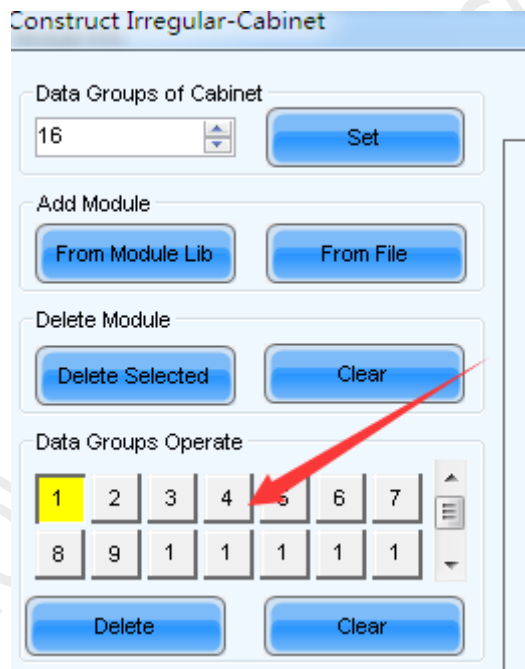 Construct Irregular-Cabinet
Data Groups of Cabinet
16
Set
Add Module
From Module Lib
From File
Delete Module
Delete Selected
Clear
Data Groups Operate
1 2 3 4 5 6 7
8 9 1 1 1 1 1
Delete
Clear